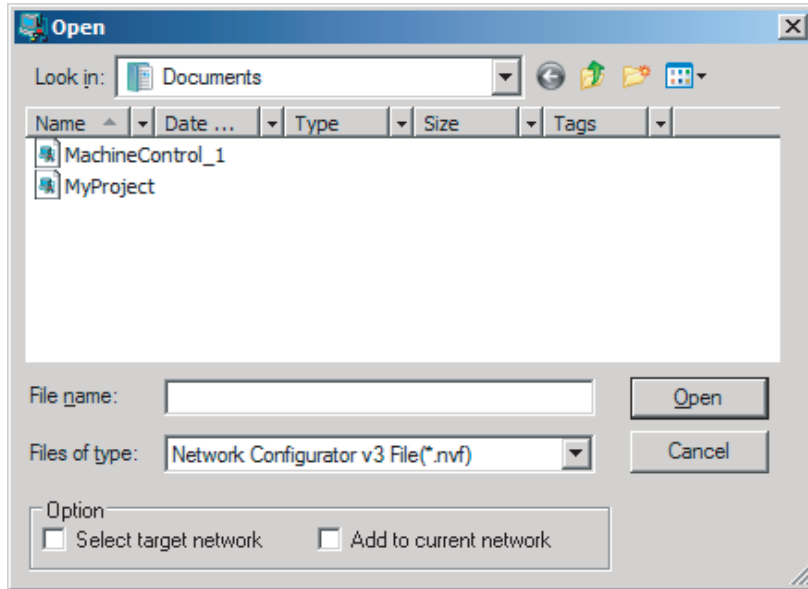 Open
Look in: Documents
Name Date ... Type Size Tags
MachineControl_1
MyProject
File name: Open
Files of type: Network Configurator v3 File(*.nvf) Cancel
Option
Select target network Add to current network